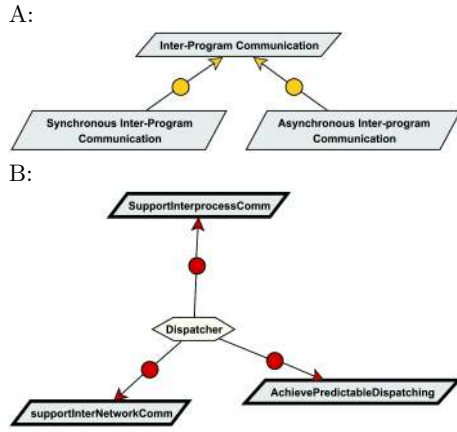 A:
Inter-Program Communication
Synchronous Inter-Program
Communication
Asynchronous Inter-program
Communication
B:
SupportInterprocessComm
Dispatcher
AchievePredictableDispatching
supportInterNetworkComm